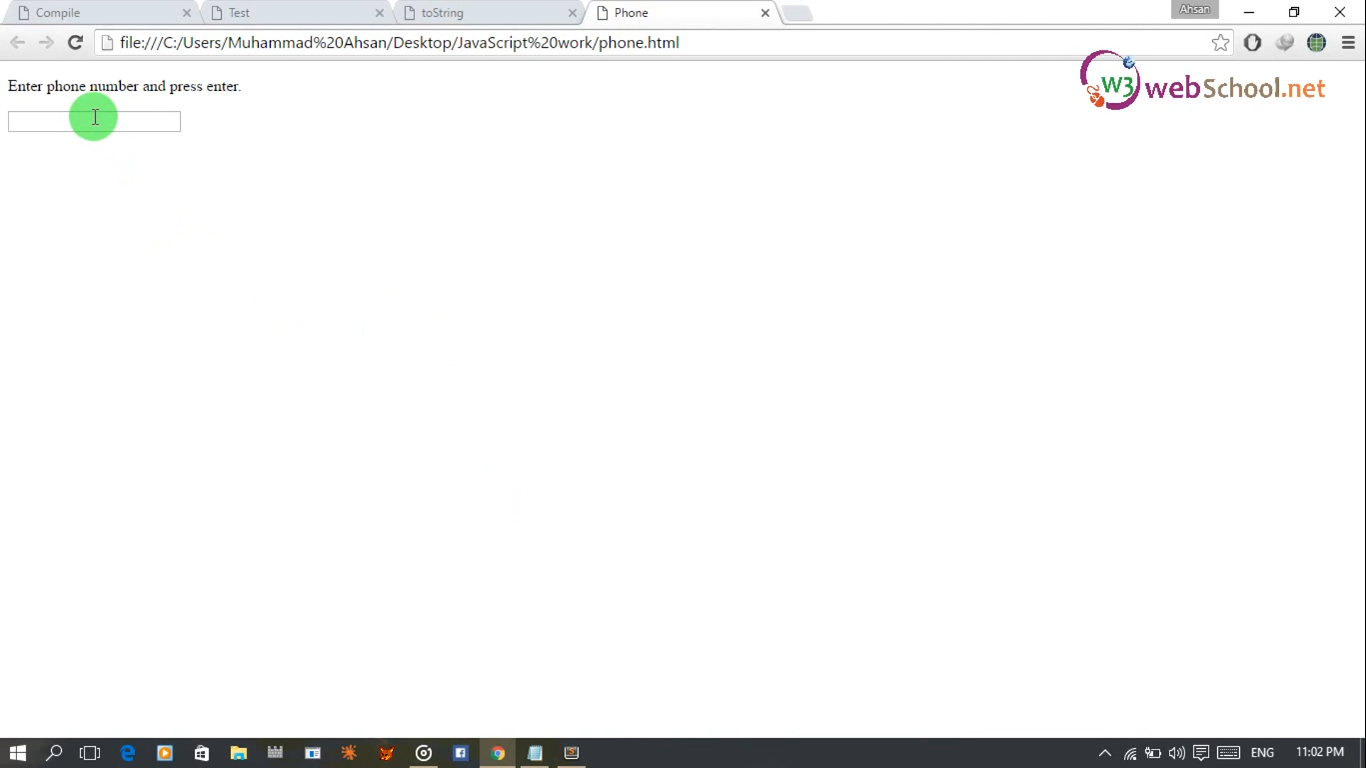 Compile
Test
toString
Phone
Ahsan
file:///C:/Users/Muhammad%20Ahsan/Desktop/JavaScript%20work/phone.html
Enter phone number and press enter.
W3 webSchool.net
ENG
11:02 PM